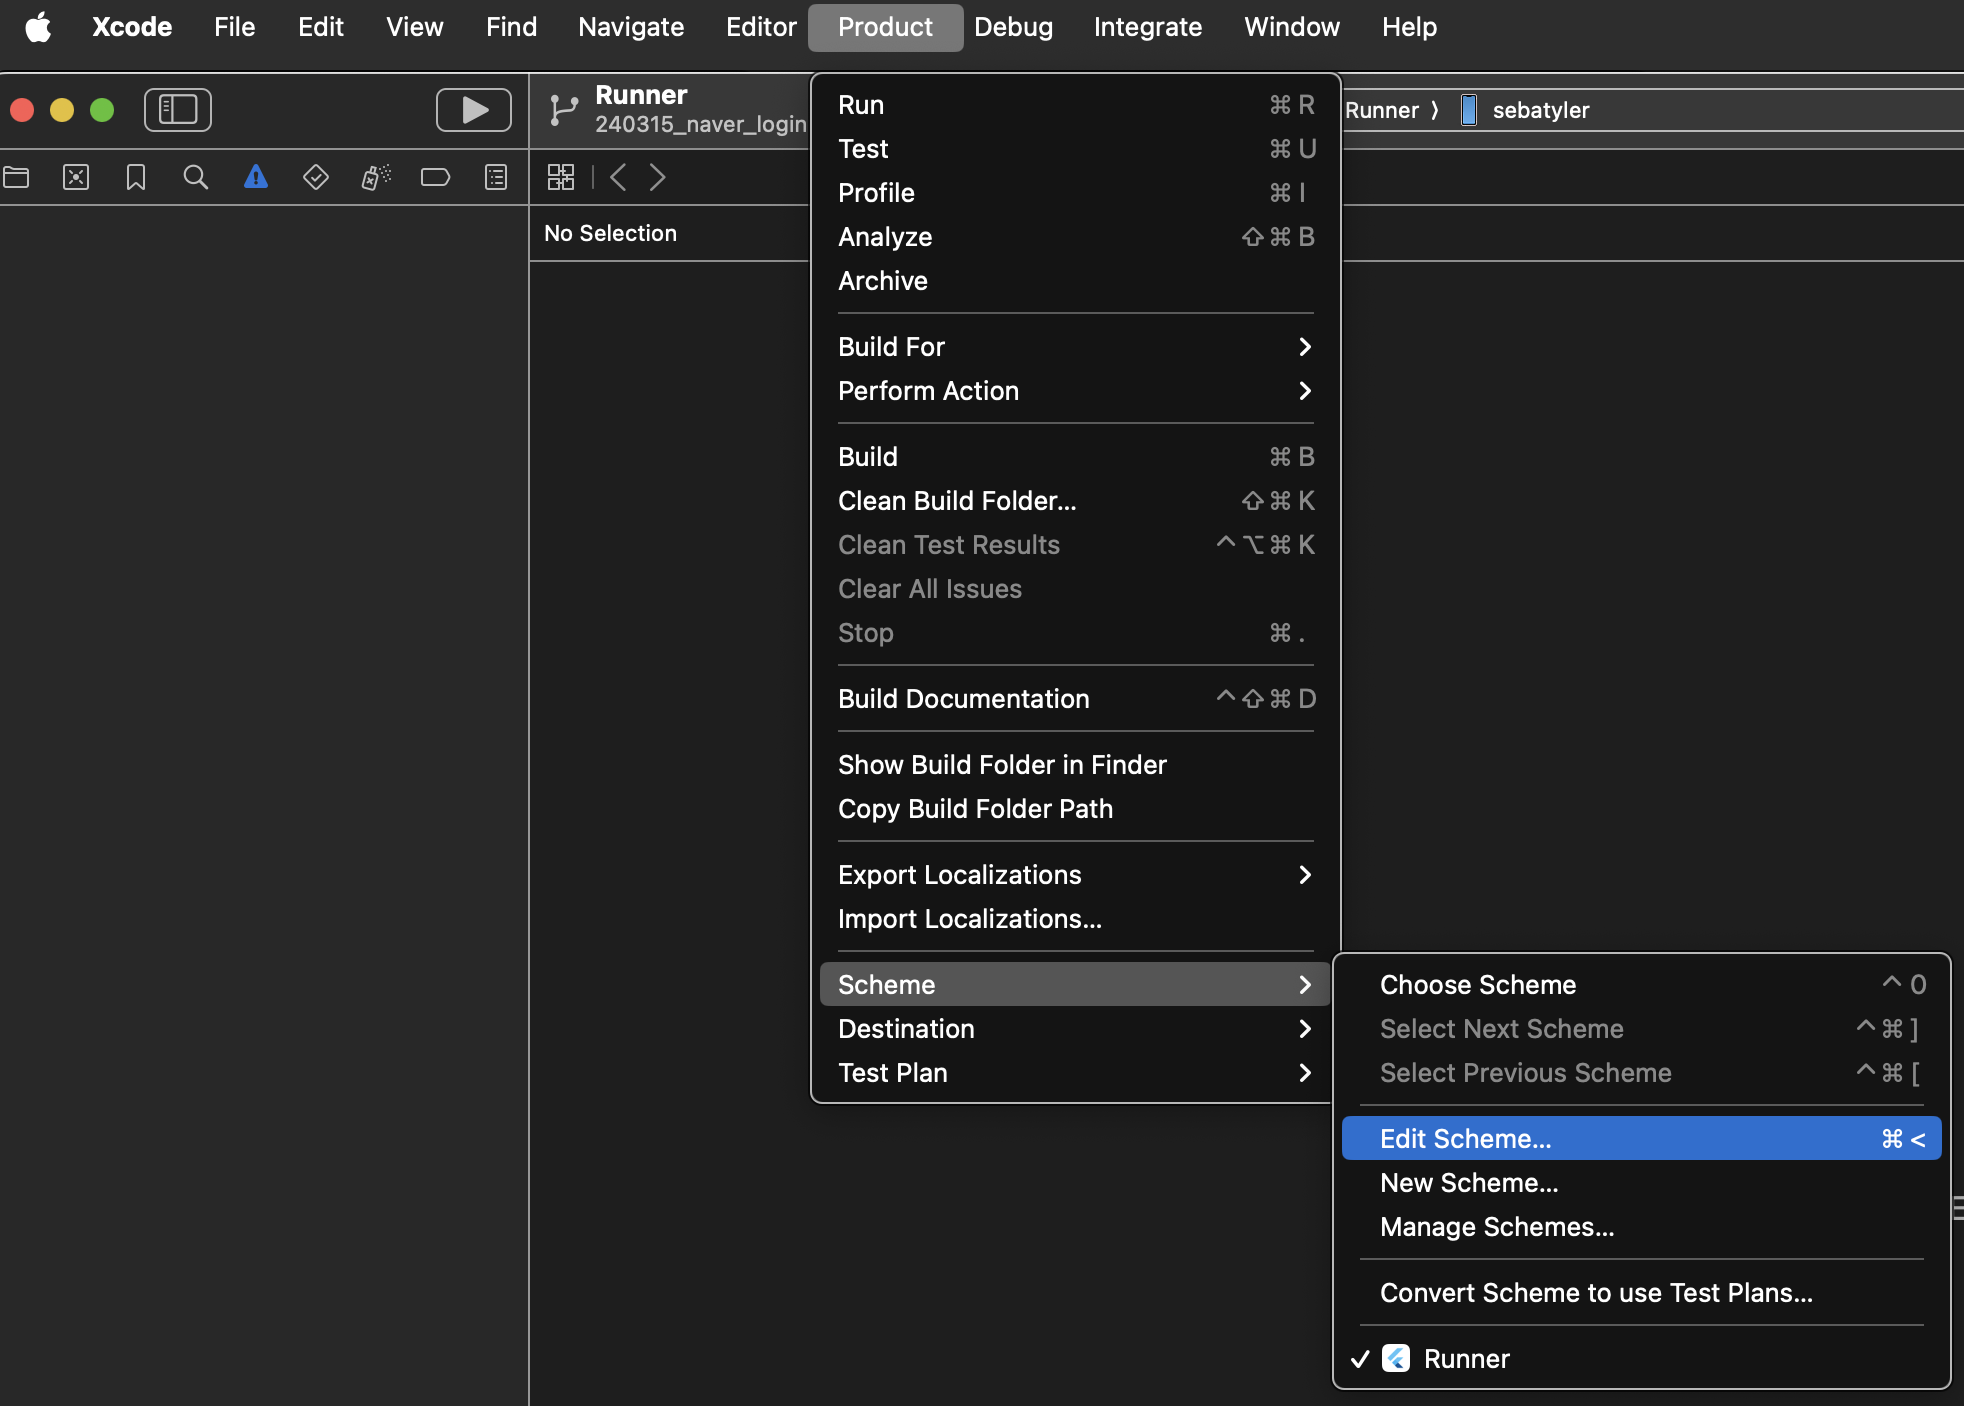 Xcode File Edit View Find Navigate Editor Product Debug Integrate Window Help
Runner
240315_naver_login
Runner 〉 sebatyler
No Selection
Run ⌘ R
Test ⌘ U
Profile ⌘ I
Analyze ⇧ ⌘ B
Archive
Build For
Perform Action
Build ⌘ B
Clean Build Folder... ⇧ ⌘ K
Clean Test Results ^ ⌥ ⌘ K
Clear All Issues
Stop ⌘ .
Build Documentation ^ ⇧ ⌘ D
Show Build Folder in Finder
Copy Build Folder Path
Export Localizations
Import Localizations...
Scheme
Destination
Test Plan
Choose Scheme ^ 0
Select Next Scheme ^ ⌘ ]
Select Previous Scheme ^ ⌘ [
Edit Scheme... ⌘ <
New Scheme...
Manage Schemes...
Convert Scheme to use Test Plans...
✓ Runner